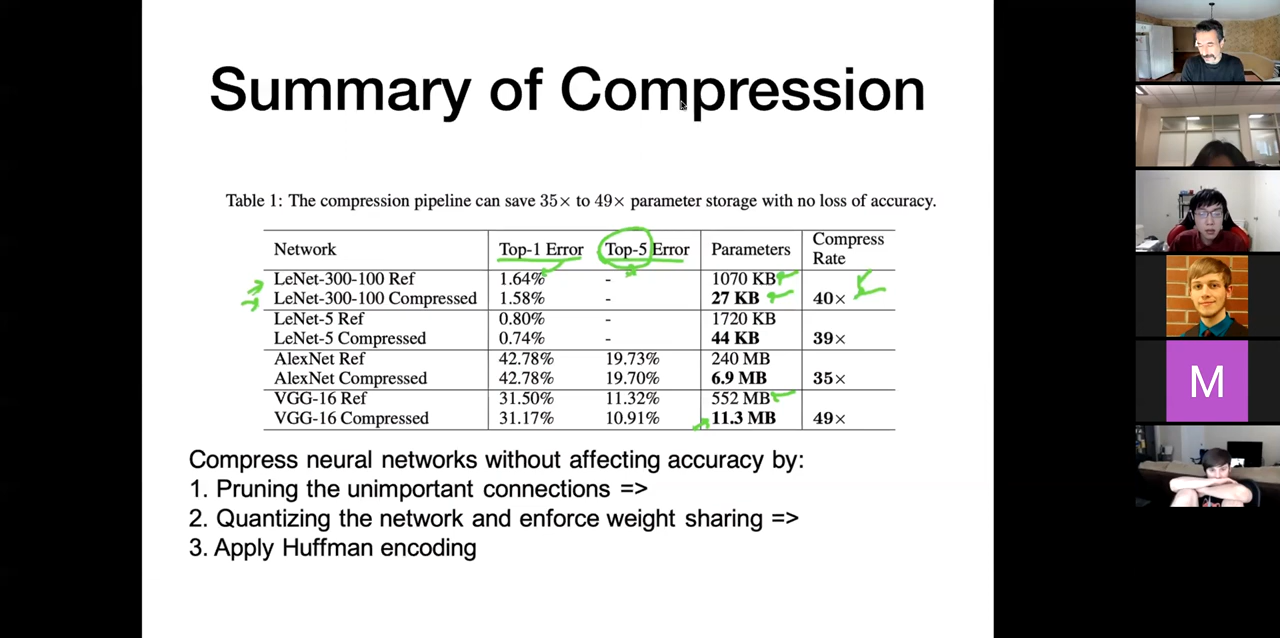 Summary of Compression
Table 1: The compression pipeline can save 35× to 49× parameter storage with no loss of accuracy.
Network Top-1 Error Top-5 Error Parameters Compress Rate
LeNet-300-100 Ref 1.64% - 1070 KB
LeNet-300-100 Compressed 1.58% - 27 KB 40×
LeNet-5 Ref 0.80% - 1720 KB
LeNet-5 Compressed 0.74% - 44 KB 39×
AlexNet Ref 42.78% 19.73% 240 MB
AlexNet Compressed 42.78% 19.70% 6.9 MB 35×
VGG-16 Ref 31.50% 11.32% 552 MB
VGG-16 Compressed 31.17% 10.91% 11.3 MB 49×
Compress neural networks without affecting accuracy by:
1. Pruning the unimportant connections =>
2. Quantizing the network and enforce weight sharing =>
3. Apply Huffman encoding
M